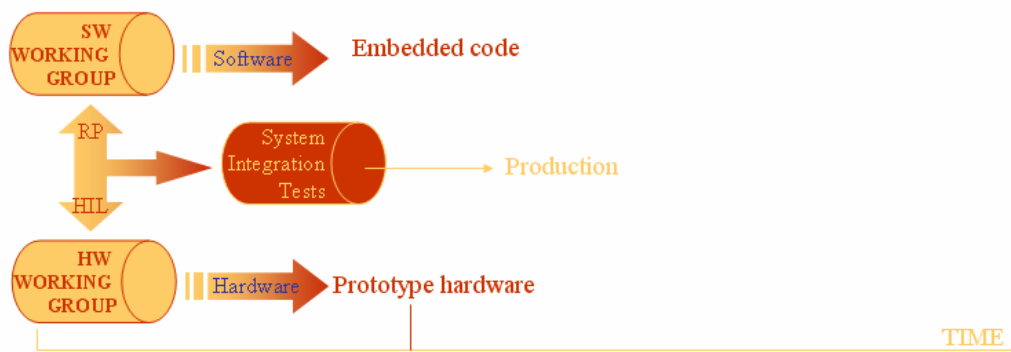 SW
WORKING
GROUP
Software
Embedded code
RP
System
Integration
Tests
Production
HIL
HW
WORKING
GROUP
Hardware
Prototype hardware
TIME